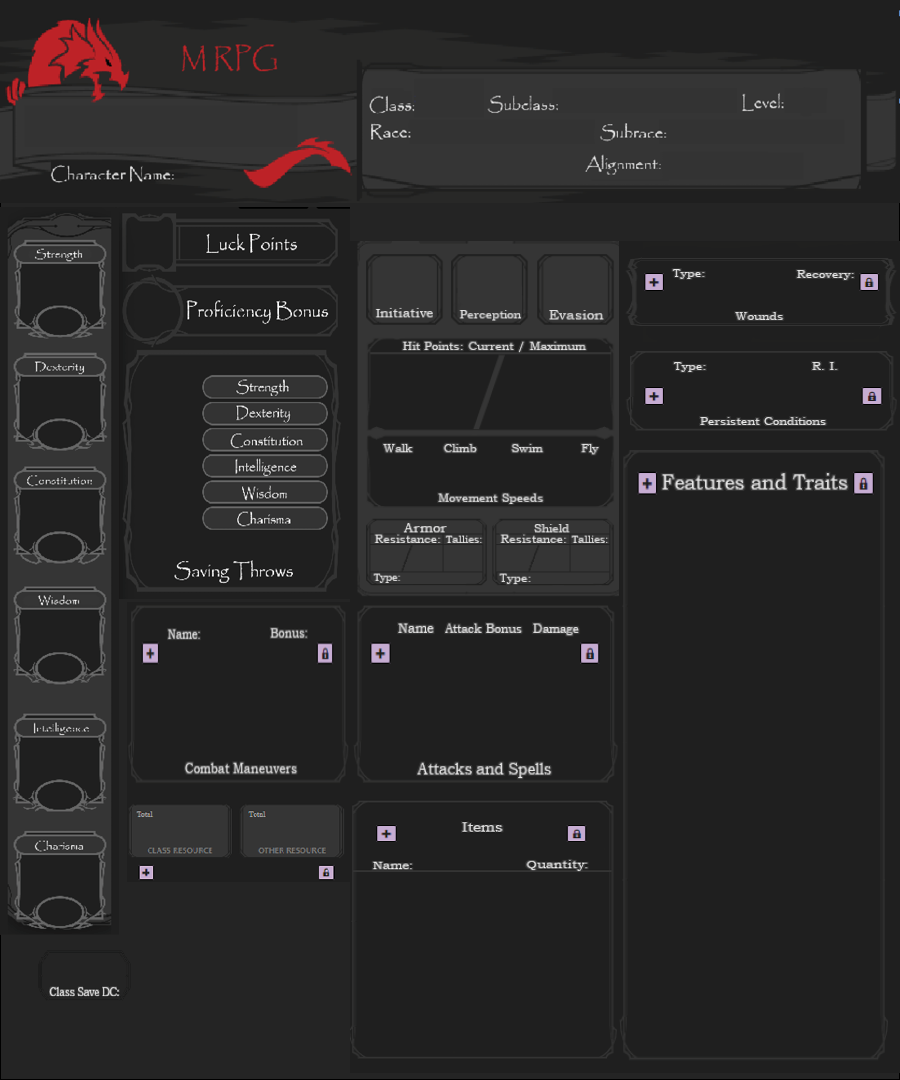 MRPG
Class: Subclass: Level:
Race: Subrace:
Alignment:
Character Name:
Strength
Dexterity
Constitution
Wisdom
Intelligence
Charisma
Class Save DC:
Luck Points
Proficiency Bonus
Strength
Dexterity
Constitution
Intelligence
Wisdom
Charisma
Saving Throws
Name: Bonus:
Combat Maneuvers
Total Total
CLASS RESOURCE OTHER RESOURCE
Initiative Perception Evasion
Hit Points: Current / Maximum
Walk Climb Swim Fly
Movement Speeds
Armor Shield
Resistance: Tallies: Resistance: Tallies:
Type: Type:
Name Attack Bonus Damage
Attacks and Spells
Items
Name: Quantity:
Type: Recovery:
Wounds
Type: R. I.
Persistent Conditions
Features and Traits